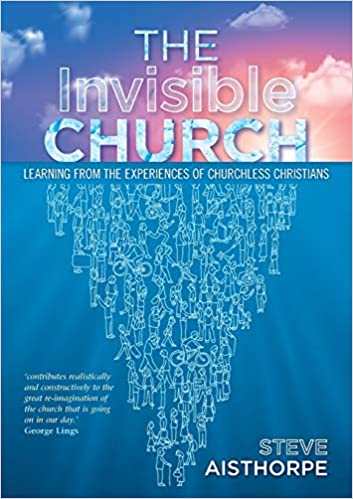 THE
Invisible
CHURCH
LEARNING FROM THE EXPERIENCES OF CHURCHLESS CHRISTIANS
‘contributes realistically
and constructively to the
great re-imagination of
the church that is going
on in our day.’
George Lings
STEVE
AISTHORPE